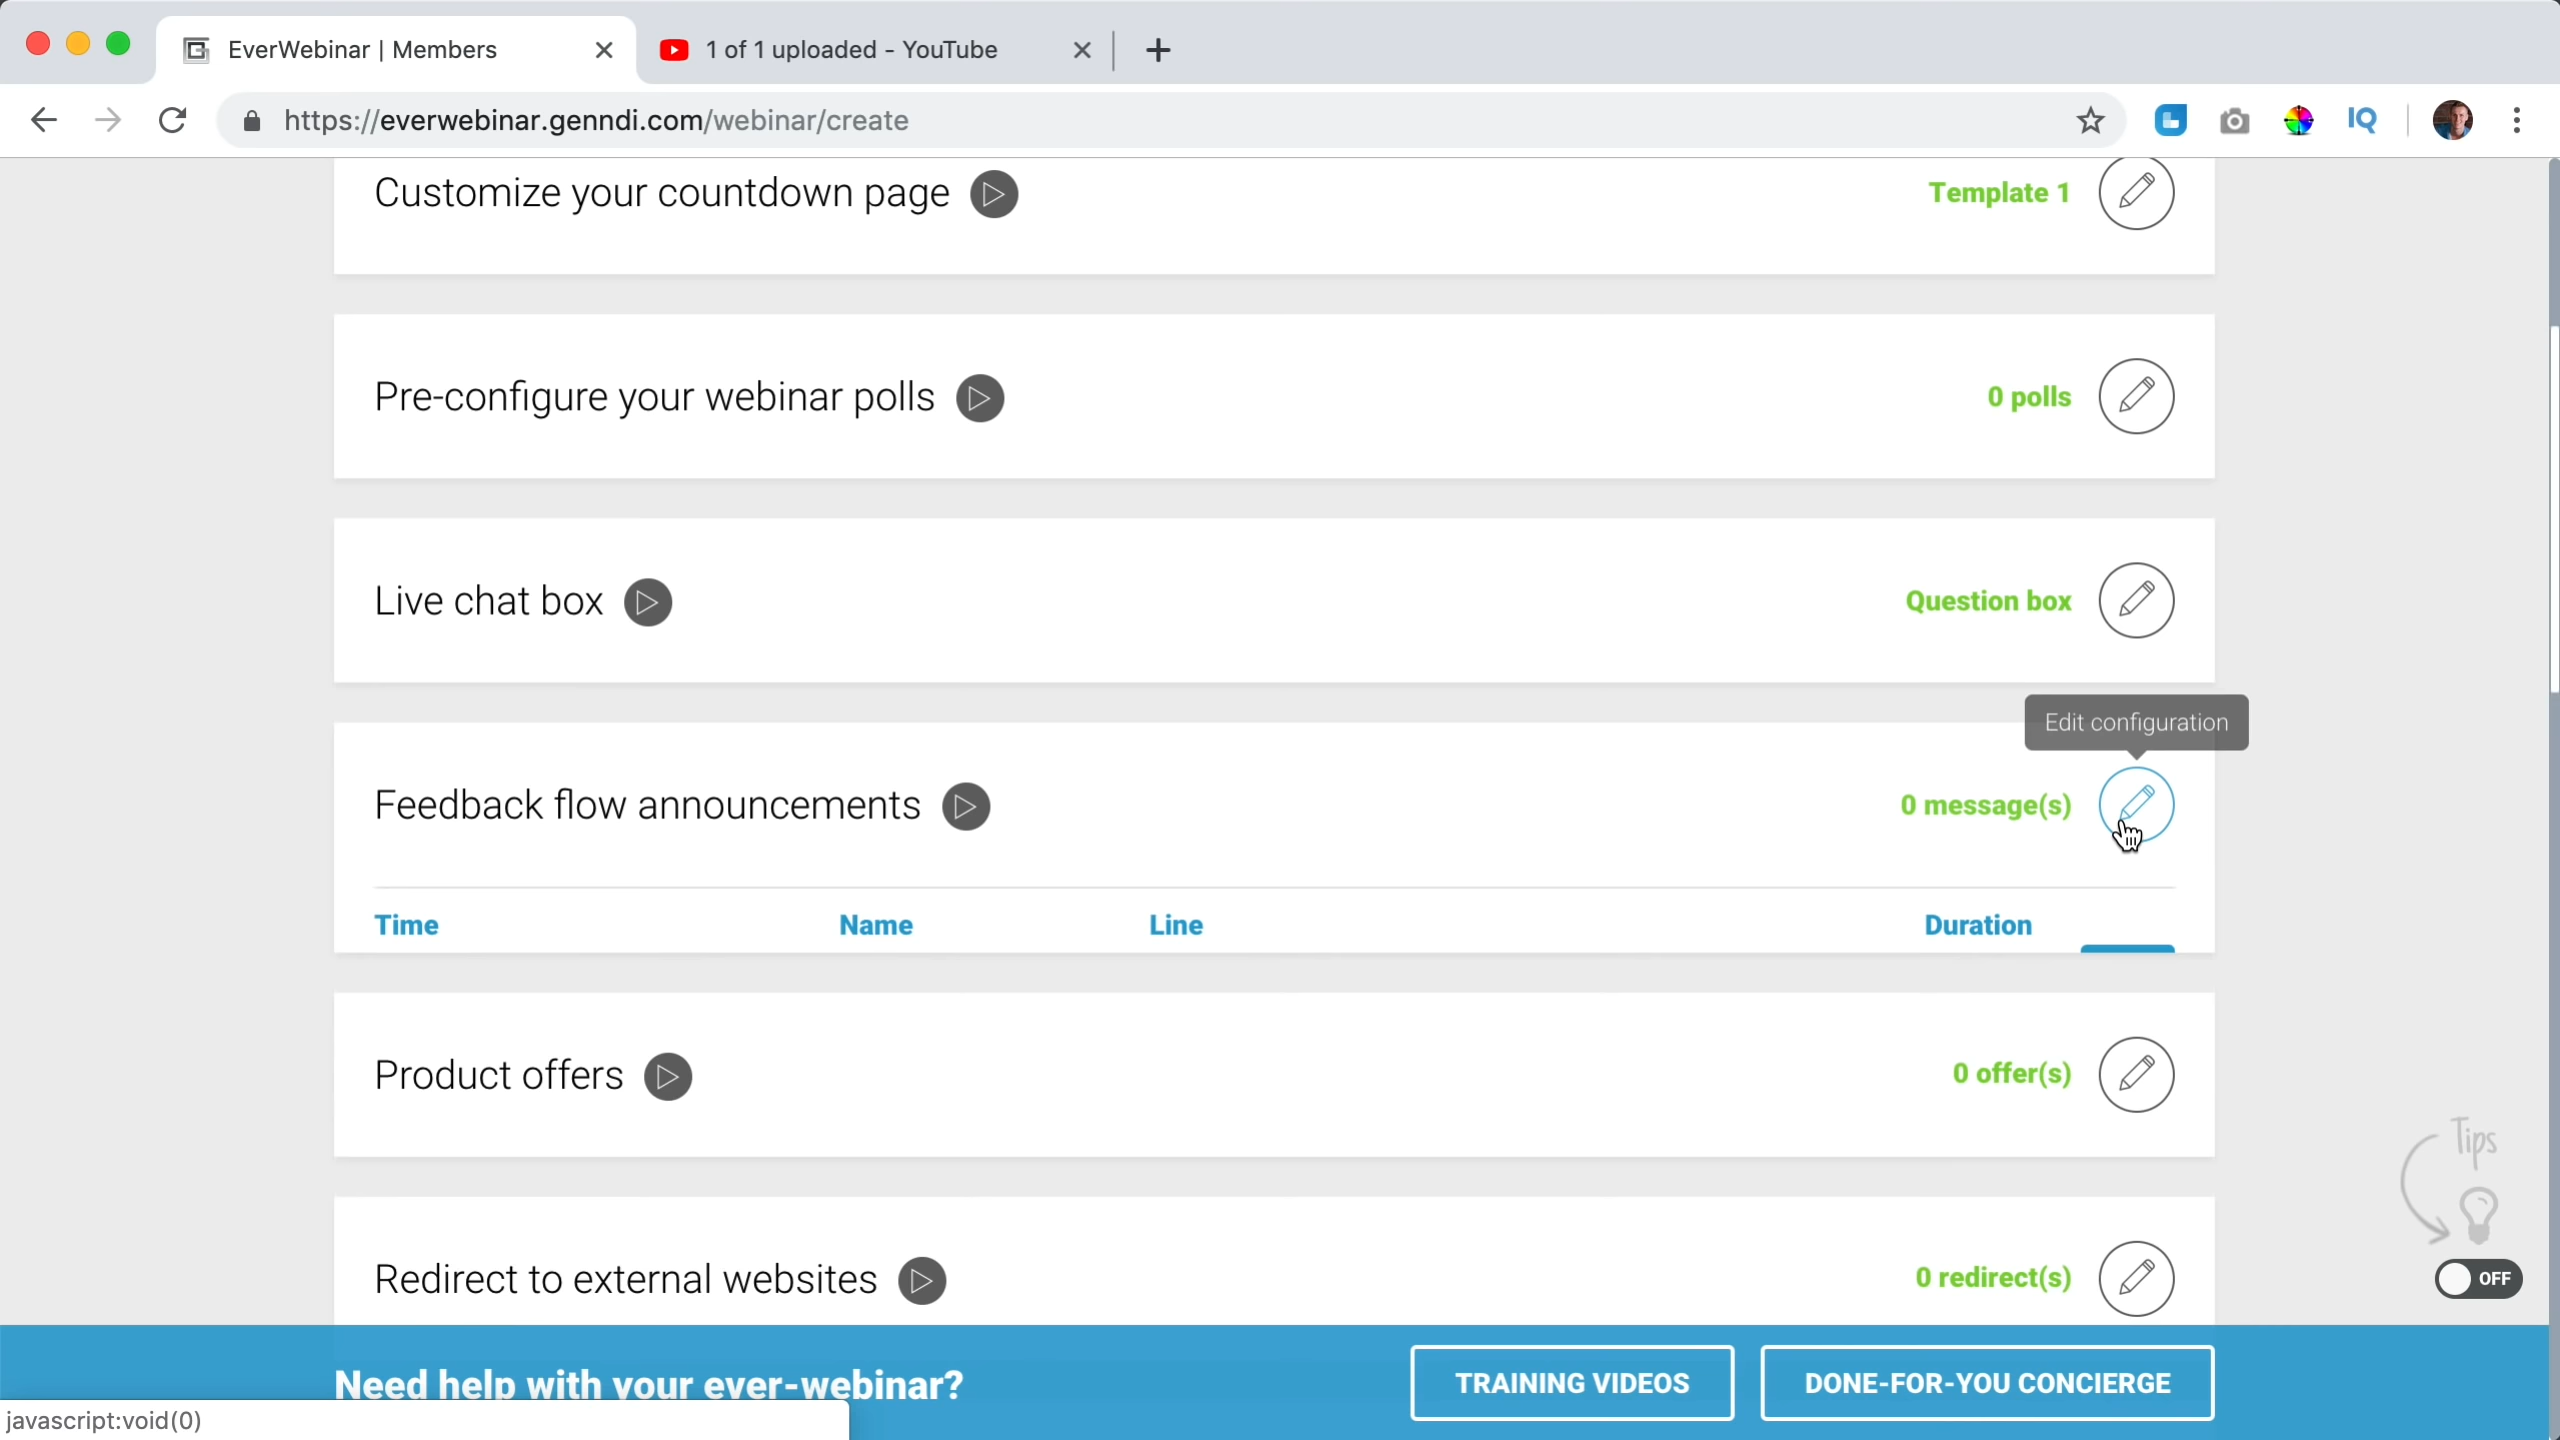 EverWebinar | Members
1 of 1 uploaded - YouTube
https://everwebinar.genndi.com/webinar/create
IQ
Customize your countdown page
Template 1
Pre-configure your webinar polls
0 polls
Live chat box
Question box
Edit configuration
Feedback flow announcements
0 message(s)
Time Name Line Duration
Product offers
0 offer(s)
Tips
Redirect to external websites
0 redirect(s)
OFF
Need help with your ever-webinar?
TRAINING VIDEOS
DONE-FOR-YOU CONCIERGE
javascript:void(0)